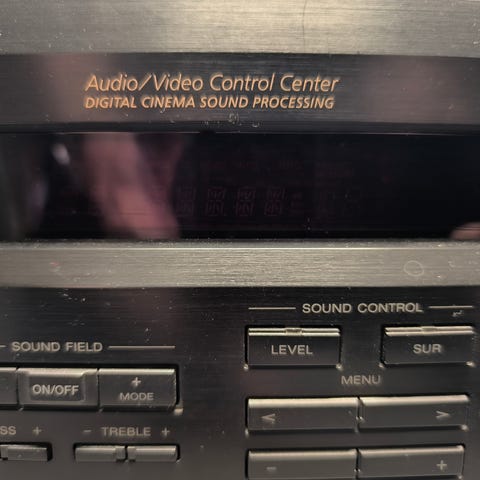 Audio/Video Control Center
DIGITAL CINEMA SOUND PROCESSING
SOUND CONTROL
SOUND FIELD
LEVEL
SUR
ON/OFF
+
MODE
MENU
< >
SS + - TREBLE +
- +